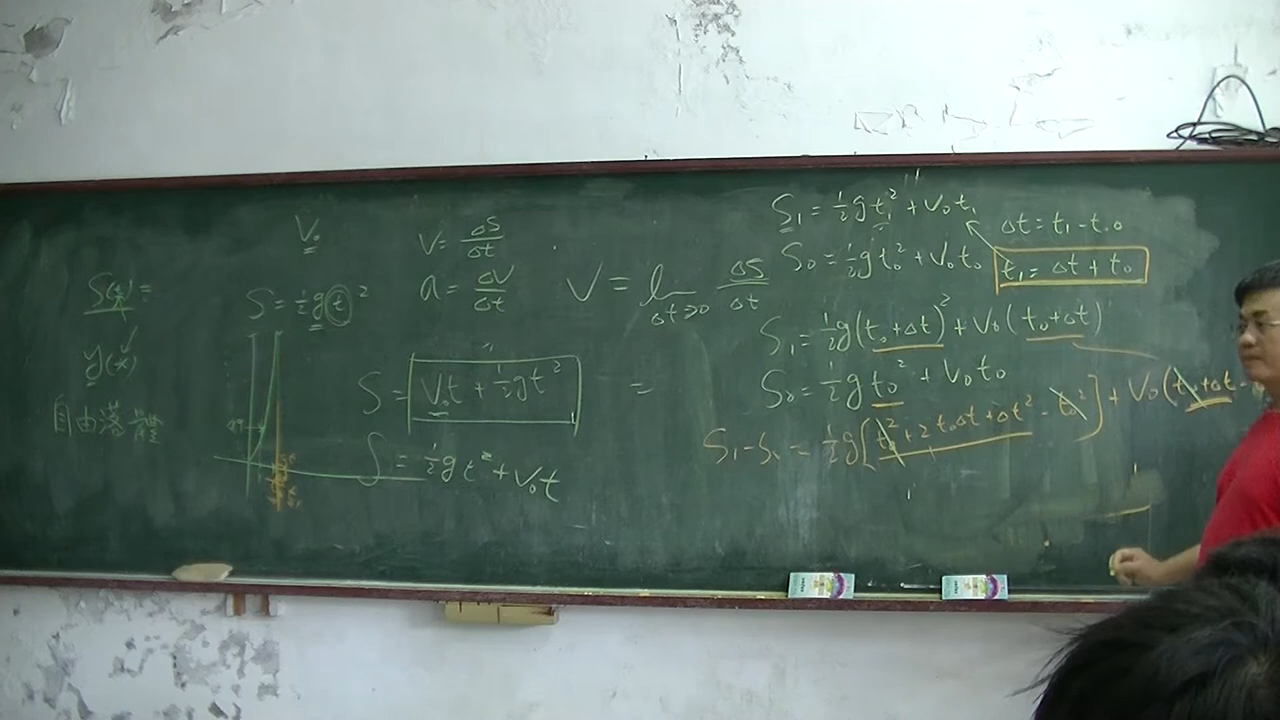 V₀
V = ΔS/Δt
a = ΔV/Δt
S(t) =
y(x)
自由落體
S = ½gt²
V = lim Δt→0 ΔS/Δt
S = V₀t + ½gt²
=
S = ½gt² + V₀t
S₁ = ½gt₁² + V₀t₁
Δt = t₁ - t₀
S₀ = ½gt₀² + V₀t₀
t₁ = Δt + t₀
S₁ = ½g(t₀+Δt)² + V₀(t₀+Δt)
S₀ = ½gt₀² + V₀t₀
S₁-S₀ = ½g[t₀²+2t₀Δt+Δt² - t₀²] + V₀(t₀+Δt -